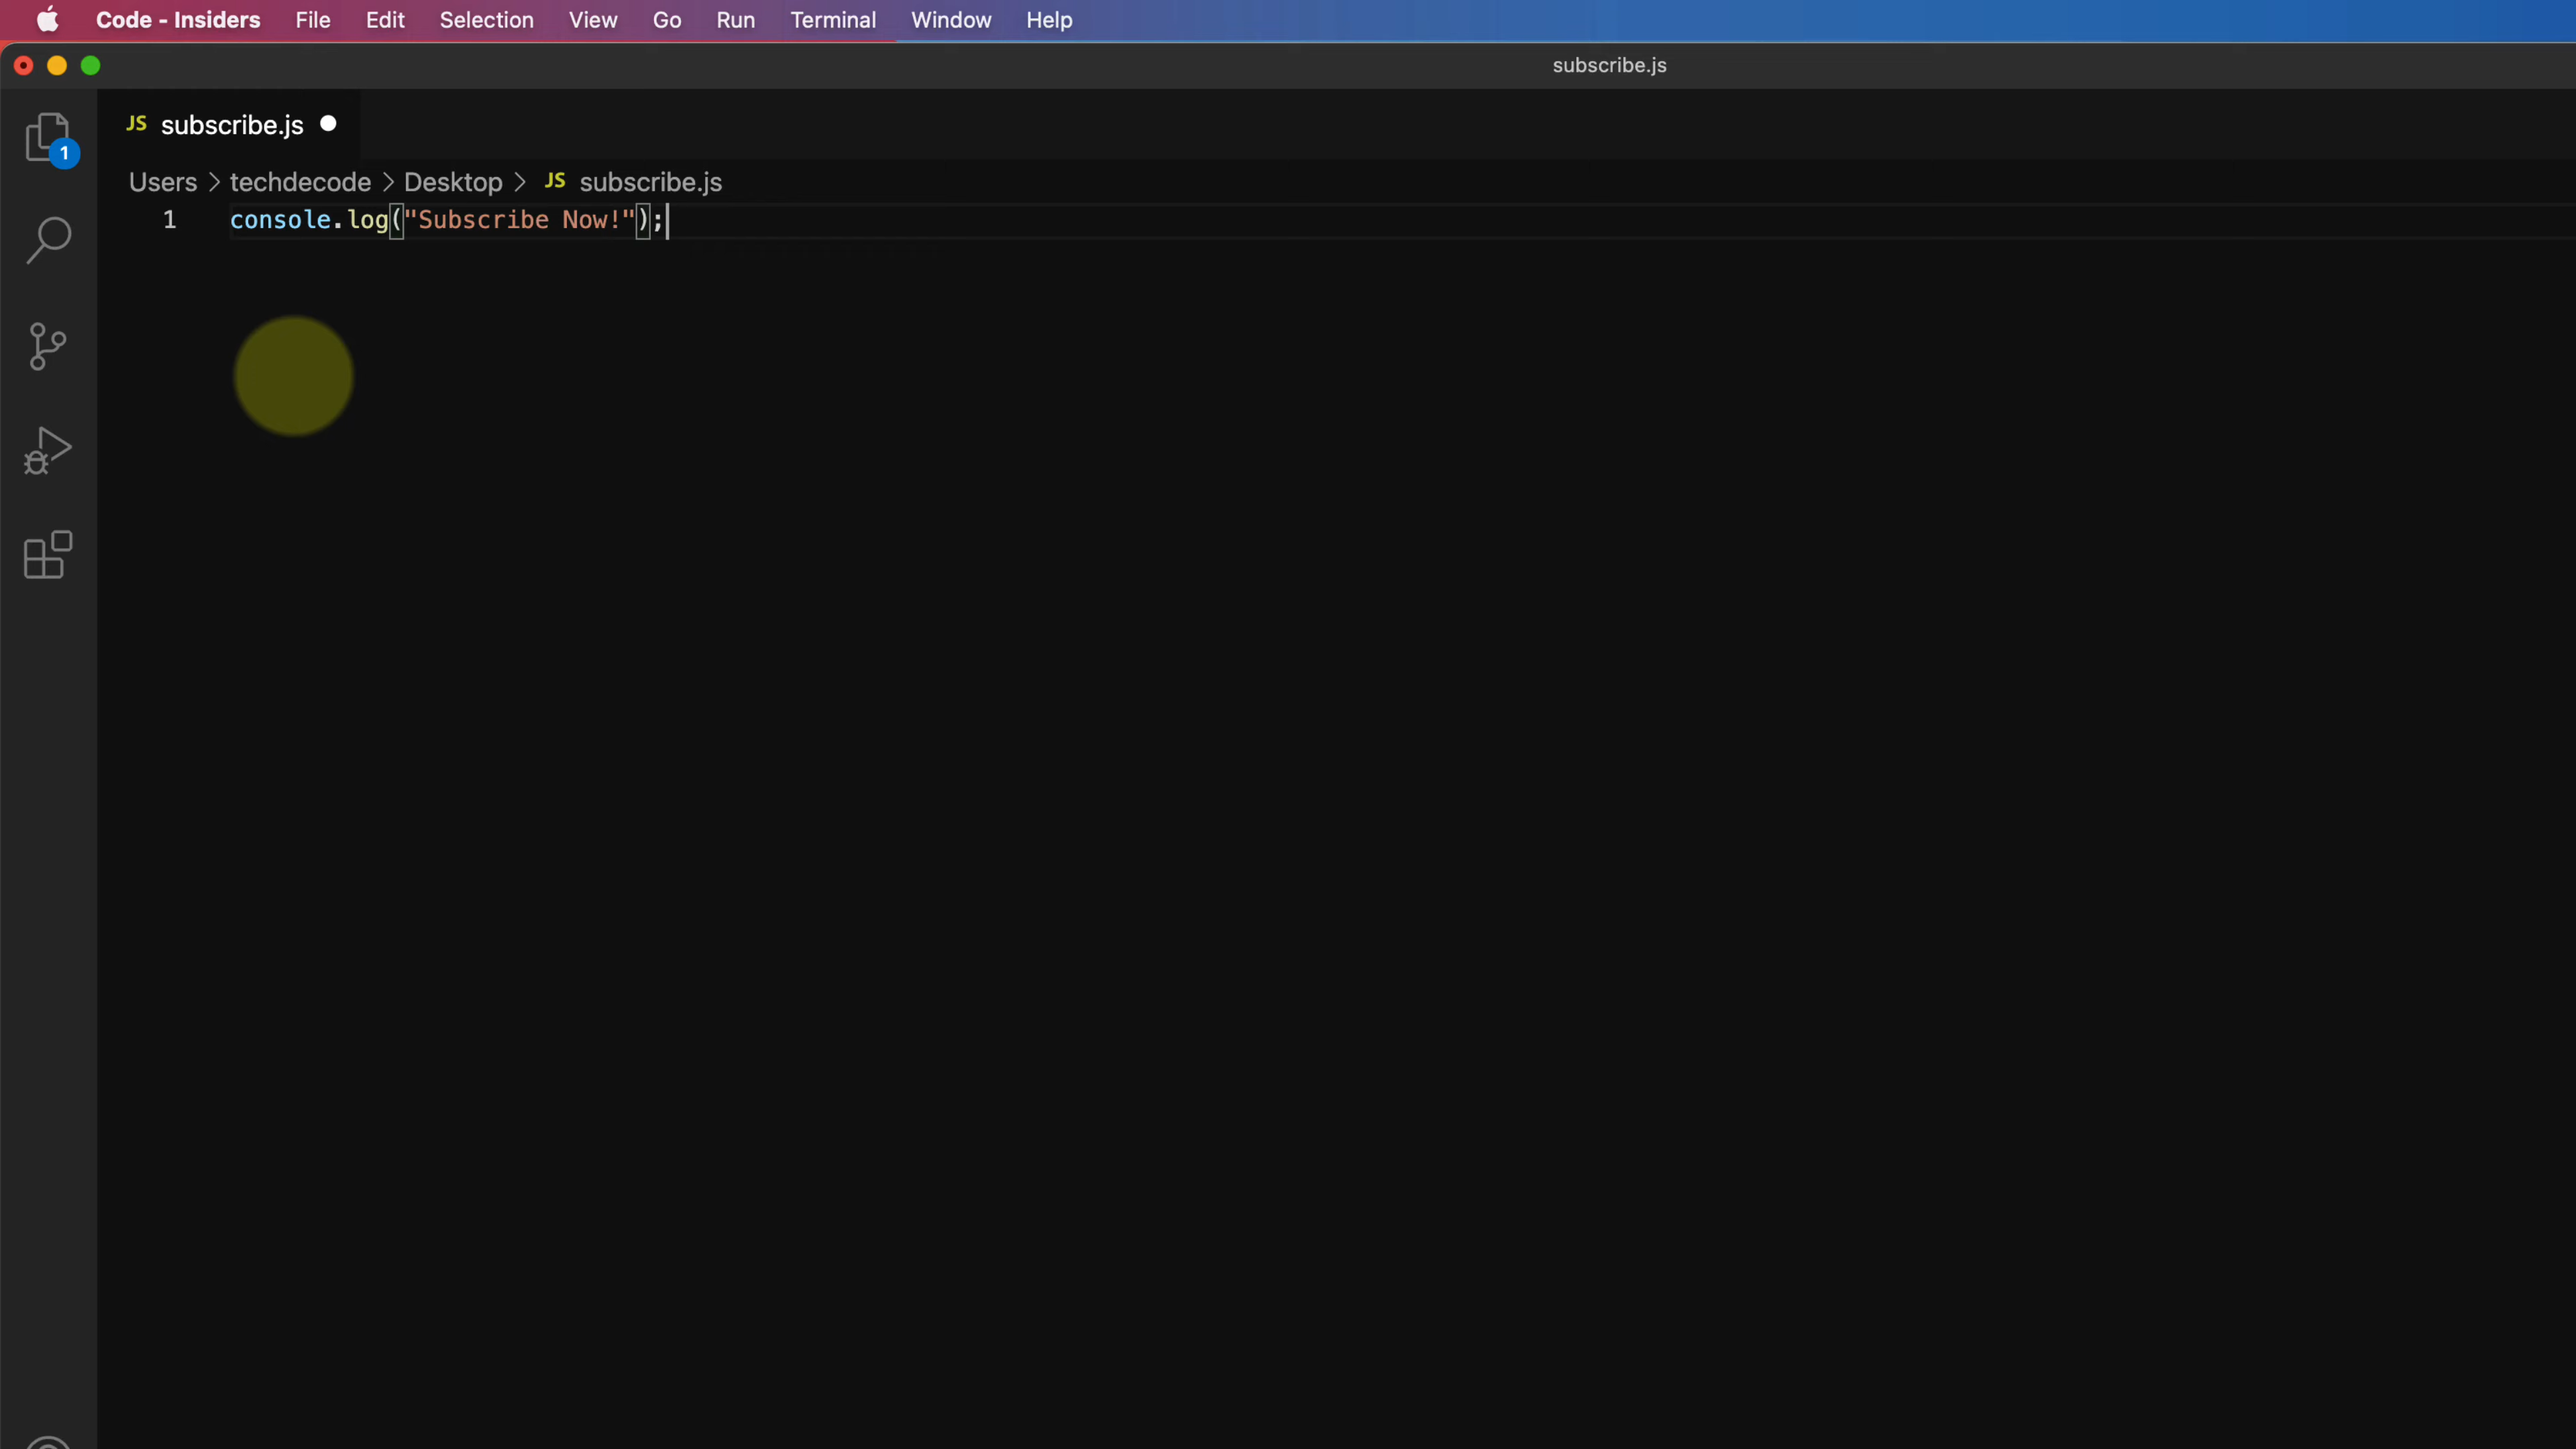 Code - Insiders File Edit Selection View Go Run Terminal Window Help
subscribe.js
JS subscribe.js
1
Users > techdecode > Desktop > JS subscribe.js
1 console.log("Subscribe Now!");